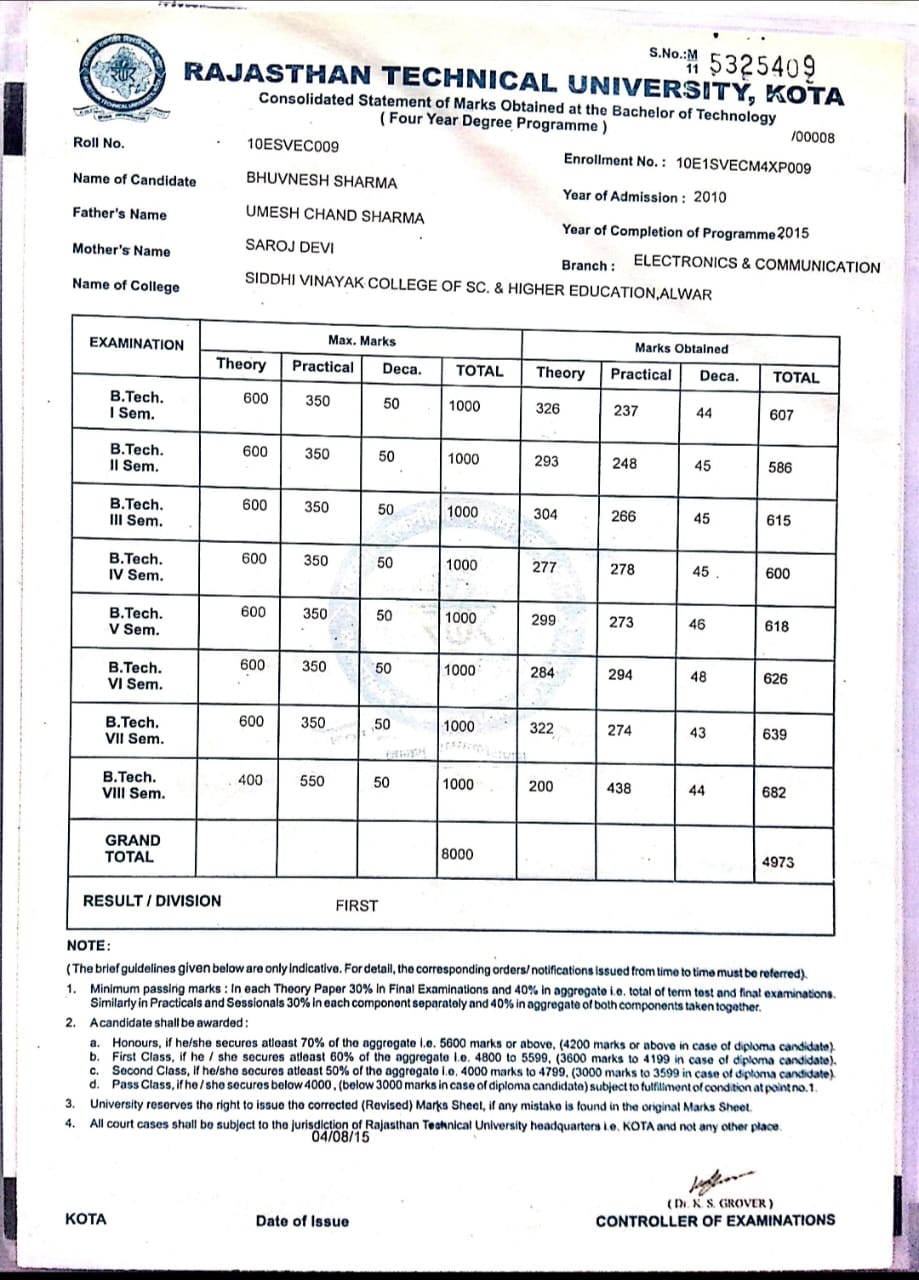 S.No.:M
11 5325409
RAJASTHAN TECHNICAL UNIVERSITY, KOTA
Consolidated Statement of Marks Obtained at the Bachelor of Technology
( Four Year Degree Programme )
/00008
Roll No. 10ESVEC009
Enrollment No. : 10E1SVECM4XP009
Name of Candidate BHUVNESH SHARMA
Year of Admission : 2010
Father's Name UMESH CHAND SHARMA
Year of Completion of Programme 2015
Mother's Name SAROJ DEVI
Branch : ELECTRONICS & COMMUNICATION
Name of College SIDDHI VINAYAK COLLEGE OF SC. & HIGHER EDUCATION,ALWAR
EXAMINATION Max. Marks Marks Obtained
Theory Practical Deca. TOTAL Theory Practical Deca. TOTAL
B.Tech.
I Sem. 600 350 50 1000 326 237 44 607
B.Tech.
II Sem. 600 350 50 1000 293 248 45 586
B.Tech.
III Sem. 600 350 50 1000 304 266 45 615
B.Tech.
IV Sem. 600 350 50 1000 277 278 45 600
B.Tech.
V Sem. 600 350 50 1000 299 273 46 618
B.Tech.
VI Sem. 600 350 50 1000 284 294 48 626
B.Tech.
VII Sem. 600 350 50 1000 322 274 43 639
B.Tech.
VIII Sem. 400 550 50 1000 200 438 44 682
GRAND
TOTAL 8000 4973
RESULT / DIVISION FIRST
NOTE:
(The brief guidelines given below are only indicative. For detail, the corresponding orders/ notifications issued from time to time must be referred).
1. Minimum passing marks : In each Theory Paper 30% in Final Examinations and 40% in aggregate i.e. total of term test and final examinations.
Similarly in Practicals and Sessionals 30% in each component separately and 40% in aggregate of both components taken together.
2. A candidate shall be awarded :
a. Honours, if he/she secures atleast 70% of the aggregate i.e. 5600 marks or above, (4200 marks or above in case of diploma candidate).
b. First Class, if he / she secures atleast 60% of the aggregate i.e. 4800 to 5599, (3600 marks to 4199 in case of diploma candidate).
c. Second Class, if he/she secures atleast 50% of the aggregate i.e. 4000 marks to 4799, (3000 marks to 3599 in case of diploma candidate).
d. Pass Class, if he / she secures below 4000 , (below 3000 marks in case of diploma candidate) subject to fulfillment of condition at point no. 1.
3. University reserves the right to issue the corrected (Revised) Marks Sheet, if any mistake is found in the original Marks Sheet.
4. All court cases shall be subject to the jurisdiction of Rajasthan Technical University headquarters i.e. KOTA and not any other place.
04/08/15
(Dr. K. S. GROVER)
KOTA Date of Issue CONTROLLER OF EXAMINATIONS